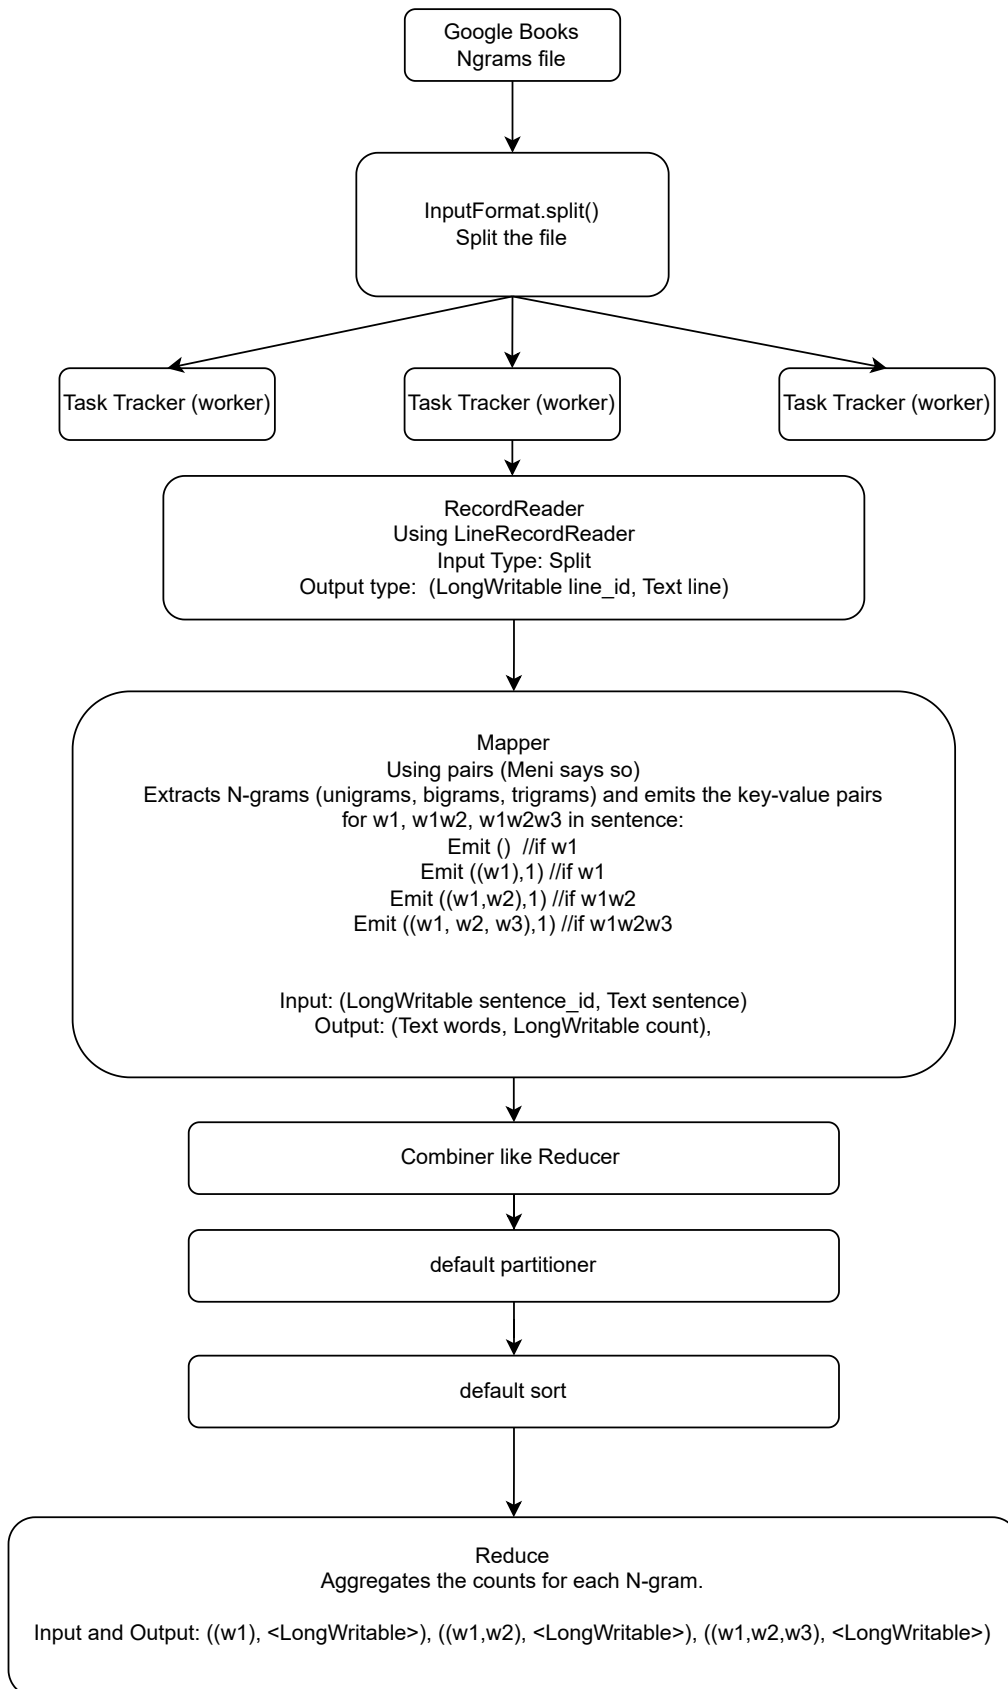 Google Books
Ngrams file
InputFormat.split()
Split the file
Task Tracker (worker)
Task Tracker (worker)
Task Tracker (worker)
RecordReader
Using LineRecordReader
Input Type: Split
Output type:  (LongWritable line_id, Text line)
Mapper
Using pairs (Meni says so)
Extracts N-grams (unigrams, bigrams, trigrams) and emits the key-value pairs
for w1, w1w2, w1w2w3 in sentence:
Emit ()  //if w1
Emit ((w1),1) //if w1
Emit ((w1,w2),1) //if w1w2
Emit ((w1, w2, w3),1) //if w1w2w3
Input: (LongWritable sentence_id, Text sentence)
Output: (Text words, LongWritable count),
Combiner like Reducer
default partitioner
default sort
Reduce
Aggregates the counts for each N-gram.
Input and Output: ((w1), <LongWritable>), ((w1,w2), <LongWritable>), ((w1,w2,w3), <LongWritable>)